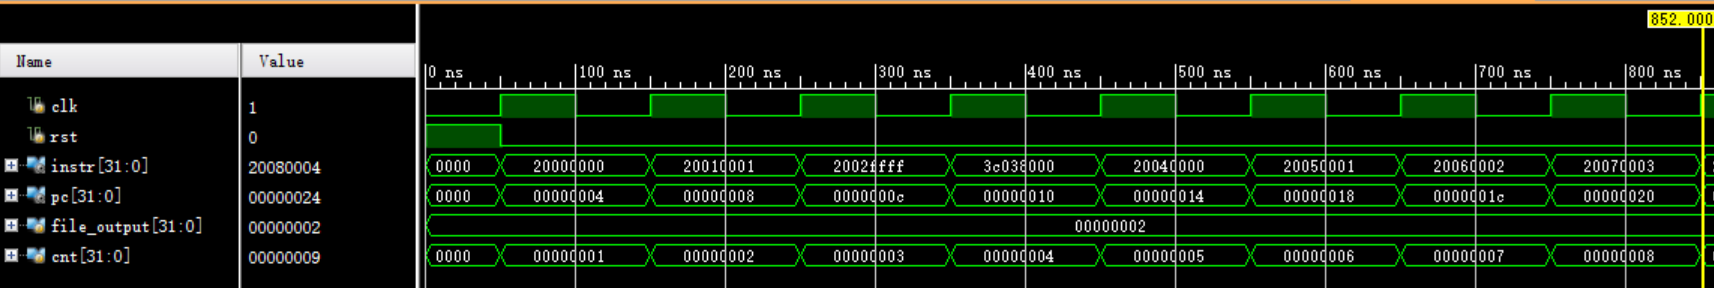 852.000
Name Value
0 ns 100 ns 200 ns 300 ns 400 ns 500 ns 600 ns 700 ns 800 ns
clk 1
rst 0
instr[31:0] 20080004 0000 20000000 20010001 2002ffff 3c038000 20040000 20050001 20060002 20070003
pc[31:0] 00000024 0000 00000004 00000008 0000000c 00000010 00000014 00000018 0000001c 00000020
file_output[31:0] 00000002 00000002
cnt[31:0] 00000009 0000 00000001 00000002 00000003 00000004 00000005 00000006 00000007 00000008